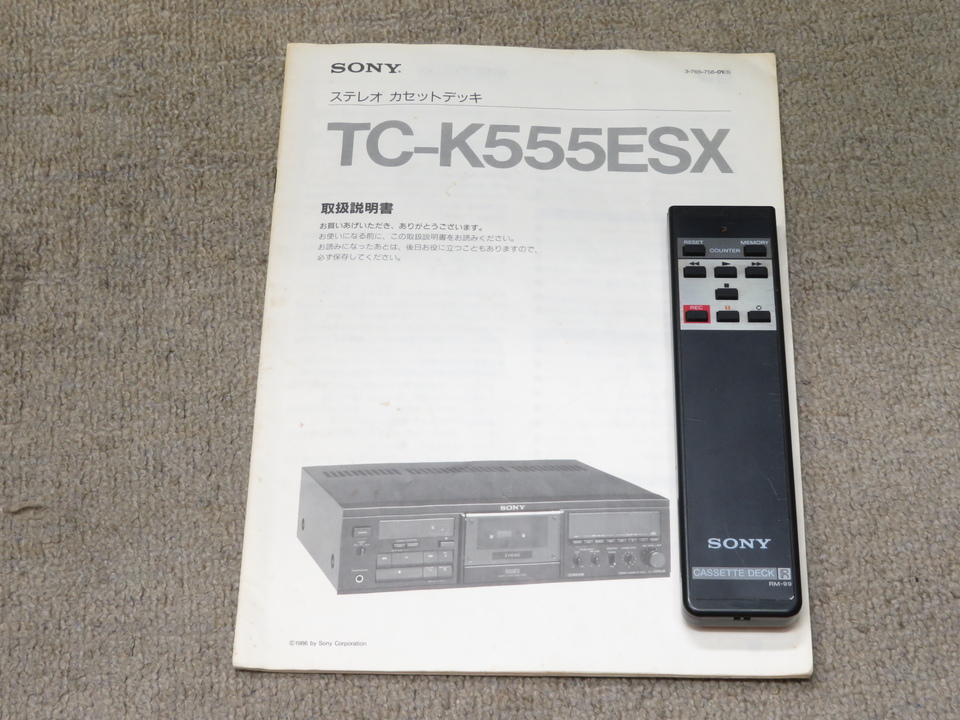 SONY
3-765-756-01(1)
ステレオ カセットデッキ
TC-K555ESX
取扱説明書
お買いあげいただき、ありがとうございます。
お使いになる前に、この取扱説明書をお読みください。
お読みになったあとは、後日お役に立つこともありますので、
必ず保存してください。
SONY
©1986 by Sony Corporation
RESET
MEMORY
COUNTER
REC
SONY
CASSETTE DECK R
RM-99